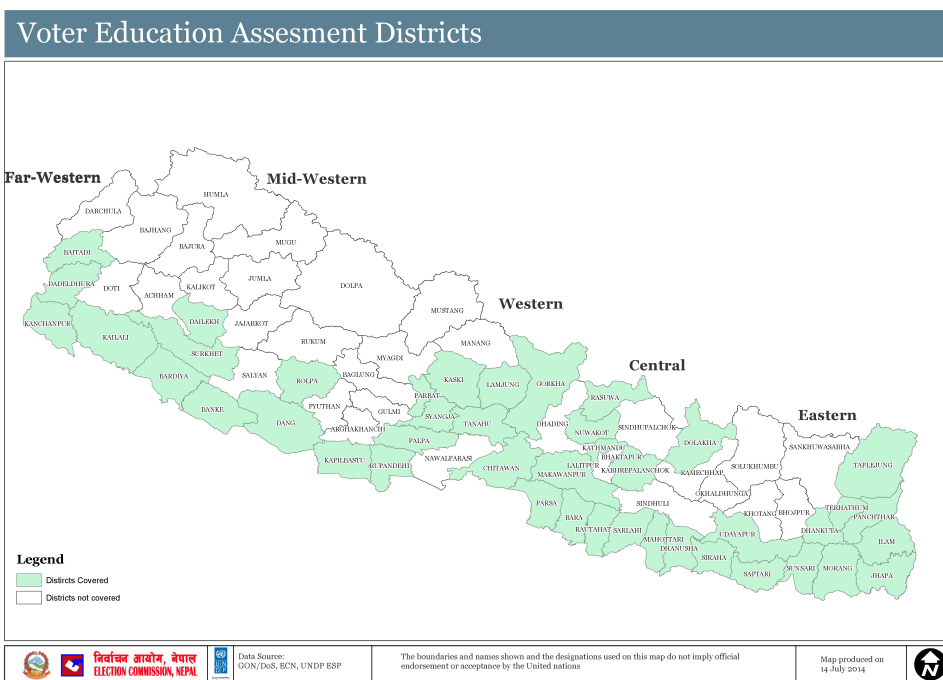 Voter Education Assesment Districts
Far-Western
Mid-Western
HUMLA
DARCHULA
BAJHANG
BAJURA
MUGU
BAITADI
DADELDHURA
DOTI
ACHHAM
KALIKOT
JUMLA
DOLPA
MUSTANG
Western
KANCHANPUR
KAILALI
DAILEKH
JAJARKOT
RUKUM
MANANG
SURKHET
MYAGDI
Central
BARDIYA
SALYAN
ROLPA
BAGLUNG
KASKI
LAMJUNG
GORKHA
PARBAT
RASUWA
BANKE
PYUTHAN
GULMI
SYANGJA
Eastern
DANG
ARGHAKHANCHI
TANAHU
DHADING
NUWAKOT
SINDHUPALCHOK
PALPA
KATHMANDU
DOLAKHA
SANKHUWASABHA
KAPILBASTU
RUPANDEHI
NAWALPARASI
CHITAWAN
BHAKTAPUR
LALITPUR
MAKAWANPUR
KABHREPALANCHOK
RAMECHHAP
SOLUKHUMBU
TAPLEJUNG
OKHALDHUNGA
PARSA
SINDHULI
KHOTANG
BHOJPUR
TERHATHUM
PANCHTHAR
BARA
RAUTAHAT
SARLAHI
MAHOTTARI
DHANUSHA
UDAYAPUR
DHANKUTA
ILAM
SIRAHA
SAPTARI
SUNSARI
MORANG
JHAPA
Legend
Distircts Covered
Districts not covered
निर्वाचन आयोग, नेपाल
ELECTION COMMISSION, NEPAL
U N
D P
Data Source:
GON/DoS, ECN, UNDP ESP
The boundaries and names shown and the designations used on this map do not imply official
endorsement or acceptance by the United nations
Map produced on
14 July 2014
N